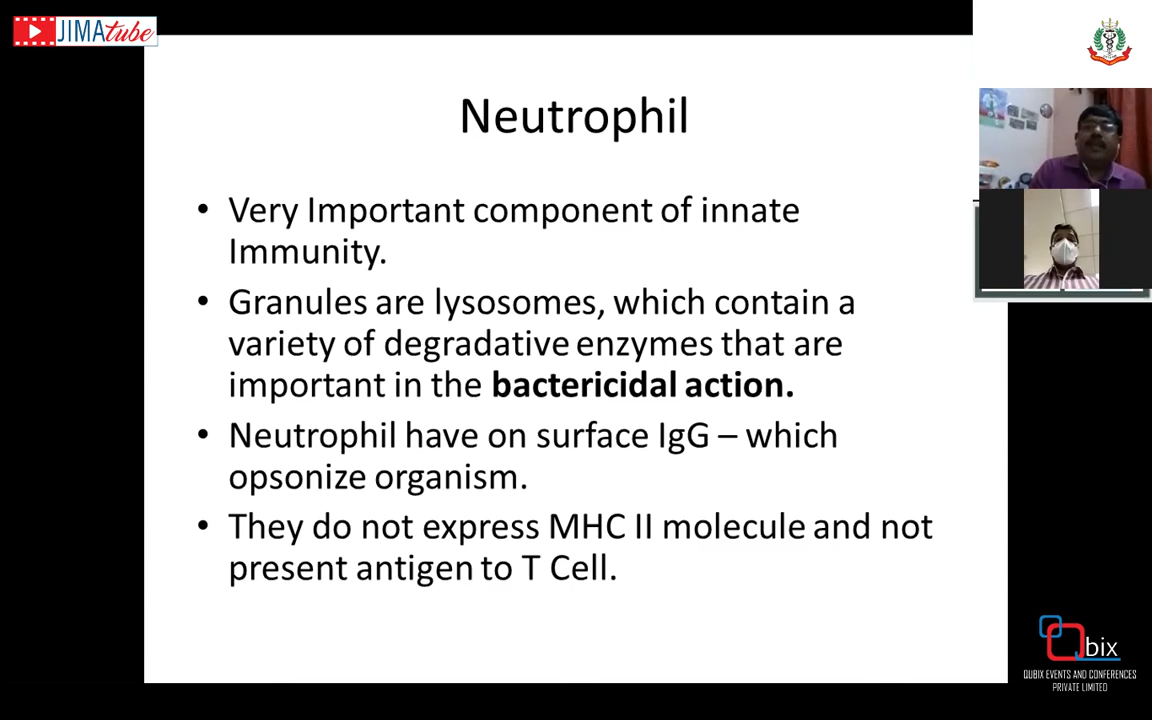 JIMAtube
Neutrophil
• Very Important component of innate
Immunity.
• Granules are lysosomes, which contain a
variety of degradative enzymes that are
important in the bactericidal action.
• Neutrophil have on surface IgG – which
opsonize organism.
• They do not express MHC II molecule and not
present antigen to T Cell.
Qbix
QUBIX EVENTS AND CONFERENCES
PRIVATE LIMITED